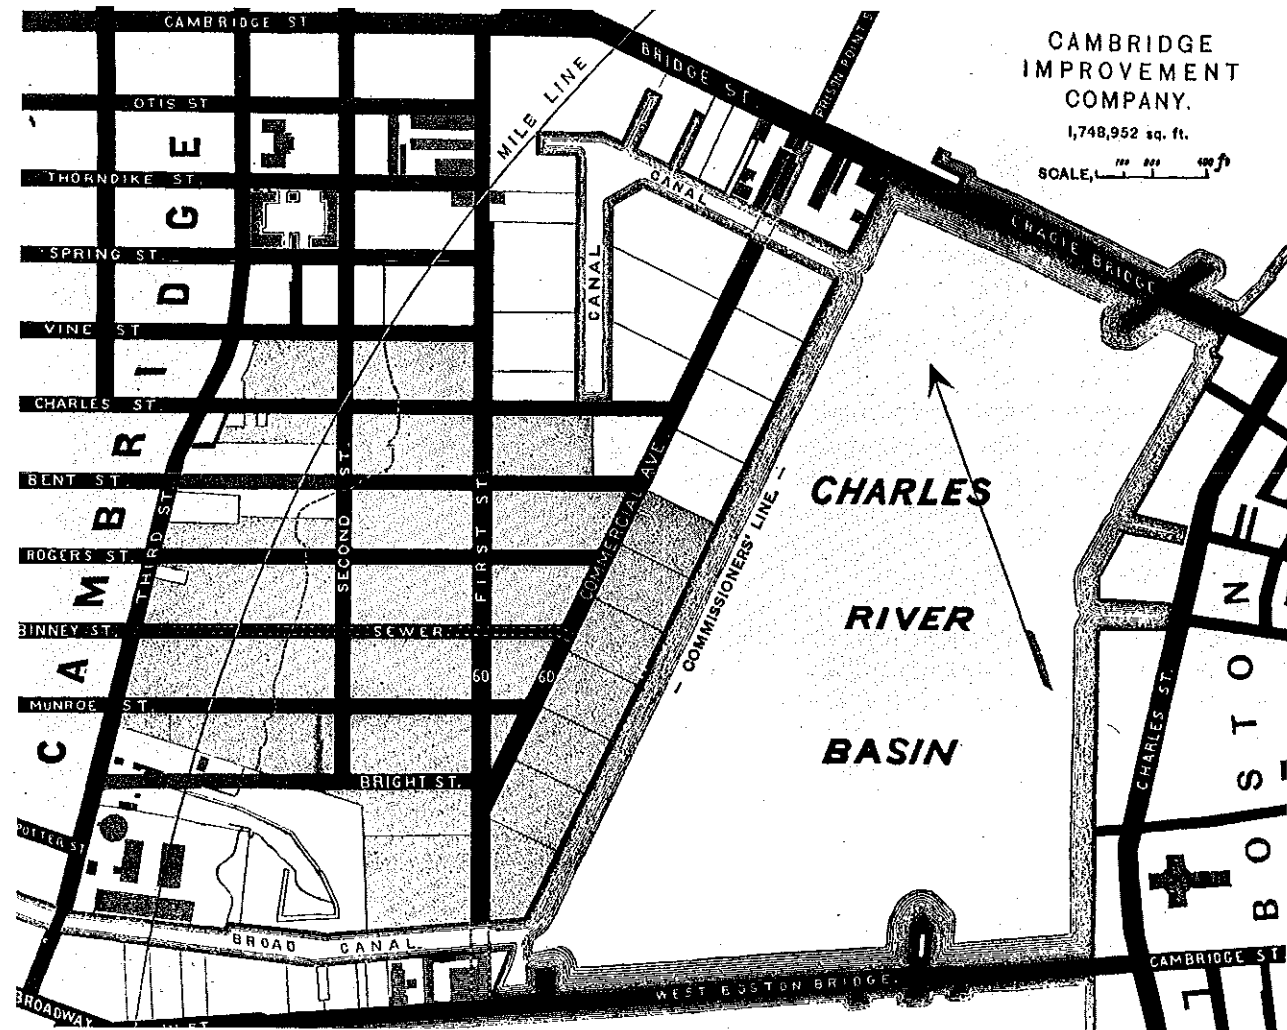 CAMBRIDGE ST
CAMBRIDGE
IMPROVEMENT
COMPANY.
1,748,952 sq. ft.
SCALE,
400 ft
BRIDGE ST.
PRISON POINT
MILE LINE
OTIS ST
THORNDIKE ST.
SPRING ST.
VINE ST
CHARLES ST.
BENT ST.
ROGERS ST.
BINNEY ST.
SEWER
MUNROE ST.
BRIGHT ST.
POTTER ST
BROADWAY
CAMBRIDGE
THIRD ST.
SECOND ST.
FIRST ST.
60
60
COMMERCIAL AVE.
CANAL
CANAL
BROAD CANAL
CRAGIE BRIDGE
– COMMISSIONERS' LINE. –
CHARLES
RIVER
BASIN
CHARLES ST.
BOSTON
CAMBRIDGE ST
WEST BOSTON BRIDGE.